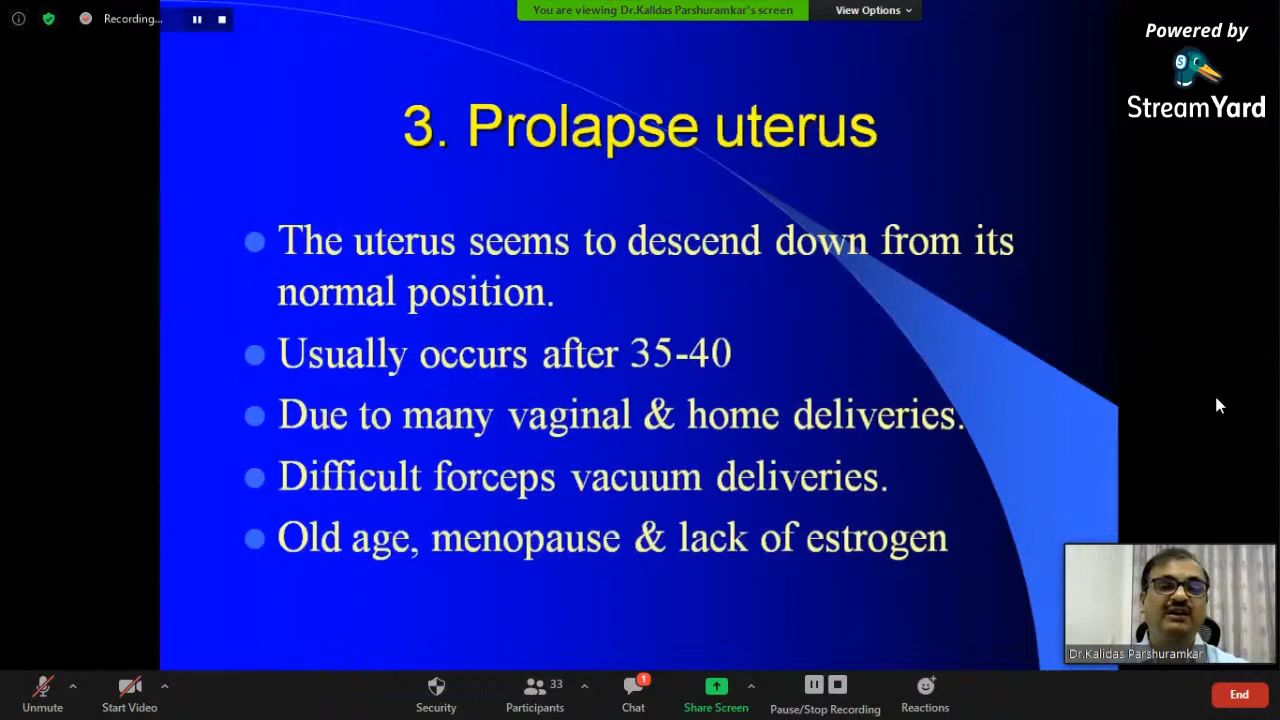 Recording...
You are viewing Dr.Kalidas Parshuramkar's screen
View Options
Powered by
StreamYard
3. Prolapse uterus
The uterus seems to descend down from its
normal position.
Usually occurs after 35-40
Due to many vaginal & home deliveries.
Difficult forceps vacuum deliveries.
Old age, menopause & lack of estrogen
Dr.Kalidas Parshuramkar
Unmute
Start Video
Security
33
Participants
1
Chat
Share Screen
Pause/Stop Recording
Reactions
End